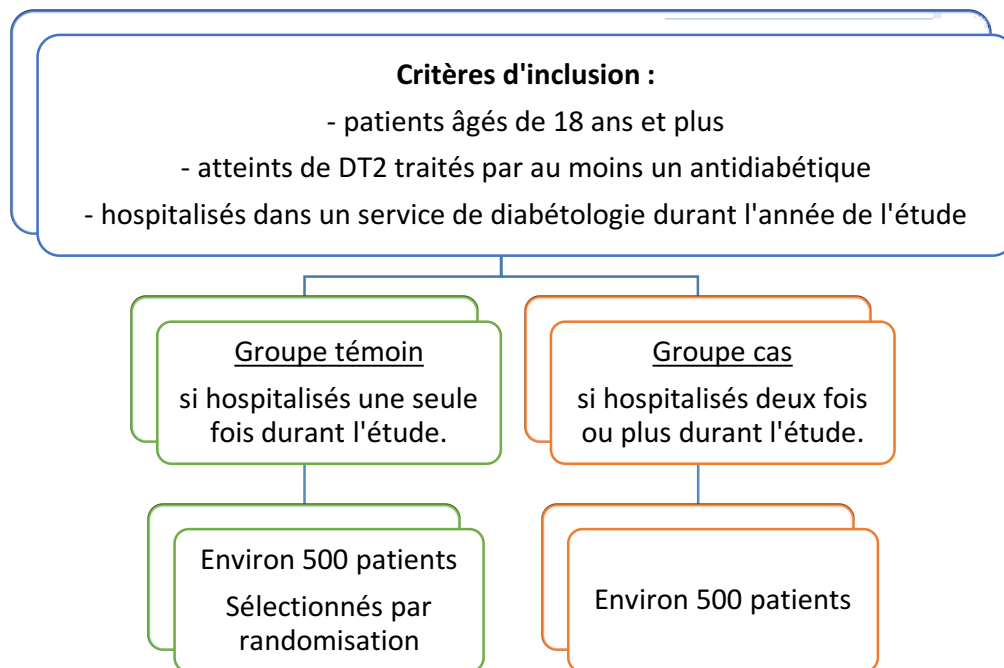 Critères d'inclusion :
- patients âgés de 18 ans et plus
- atteints de DT2 traités par au moins un antidiabétique
- hospitalisés dans un service de diabétologie durant l'année de l'étude
Groupe témoin
si hospitalisés une seule
fois durant l'étude.
Groupe cas
si hospitalisés deux fois
ou plus durant l'étude.
Environ 500 patients
Sélectionnés par
randomisation
Environ 500 patients